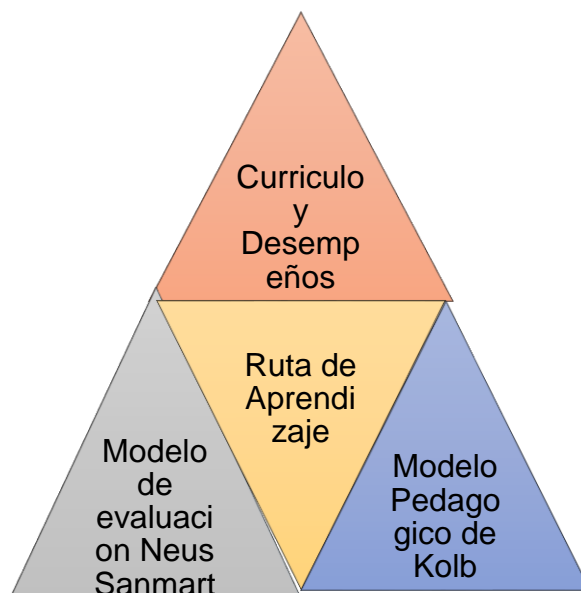 Curriculo
y
Desemp
eños
Ruta de
Aprendi
zaje
Modelo
de
evaluaci
on Neus
Sanmart
Modelo
Pedago
gico de
Kolb